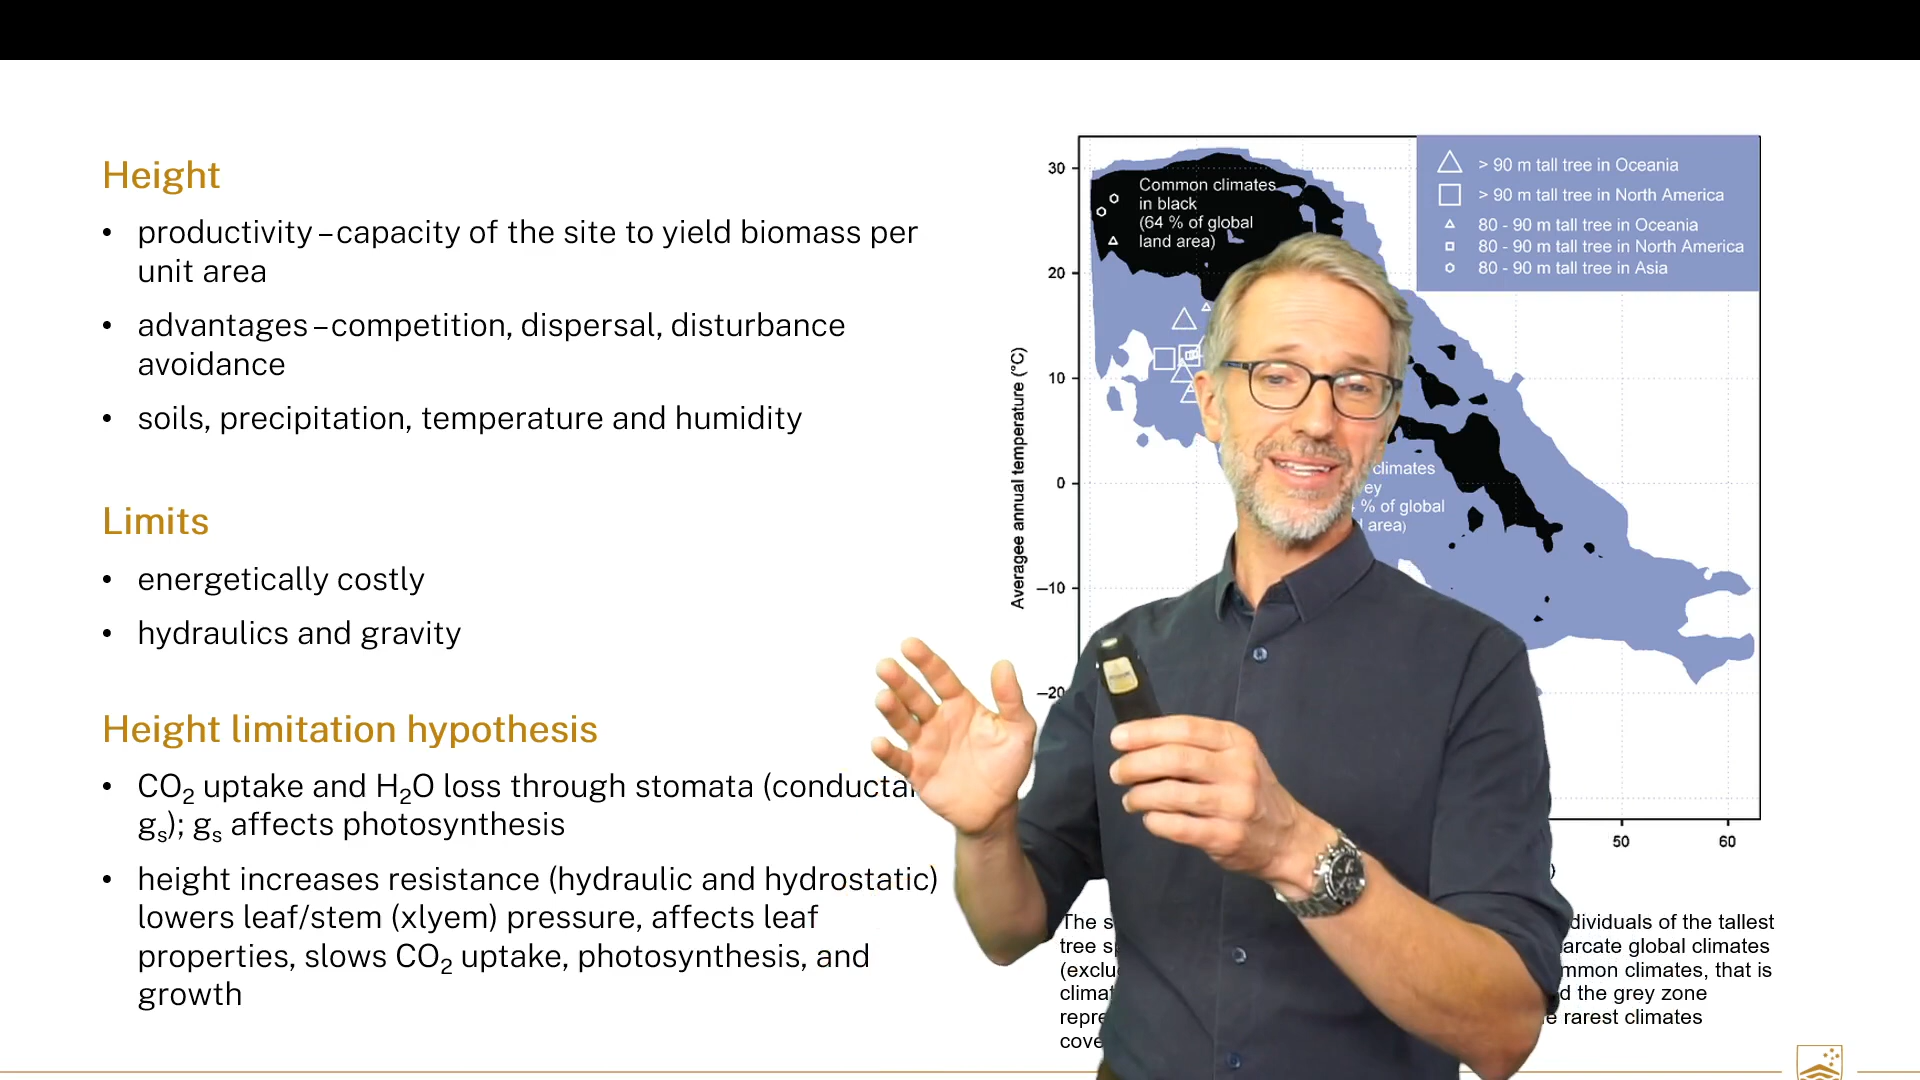 Height
• productivity – capacity of the site to yield biomass per
unit area
• advantages – competition, dispersal, disturbance
avoidance
• soils, precipitation, temperature and humidity
Limits
• energetically costly
• hydraulics and gravity
Height limitation hypothesis
• CO₂ uptake and H₂O loss through stomata
gₛ); gₛ affects photosynthesis
• height increases resistance (hydraulic and hydrostatic)
lowers leaf/stem (xlyem) pressure, affects leaf
properties, slows CO₂ uptake, photosynthesis, and
growth
> 90 m tall tree in Oceania
> 90 m tall tree in North America
80 - 90 m tall tree in Oceania
80 - 90 m tall tree in North America
80 - 90 m tall tree in Asia
Common climates
in black
(64 % of global
land area)
climates
% of global
area)
Averagee annual temperature (°C)
30
20
10
0
–10
–20
50
60
The
of the tallest
tree
global climates
climates, that is
the grey zone
rarest climates